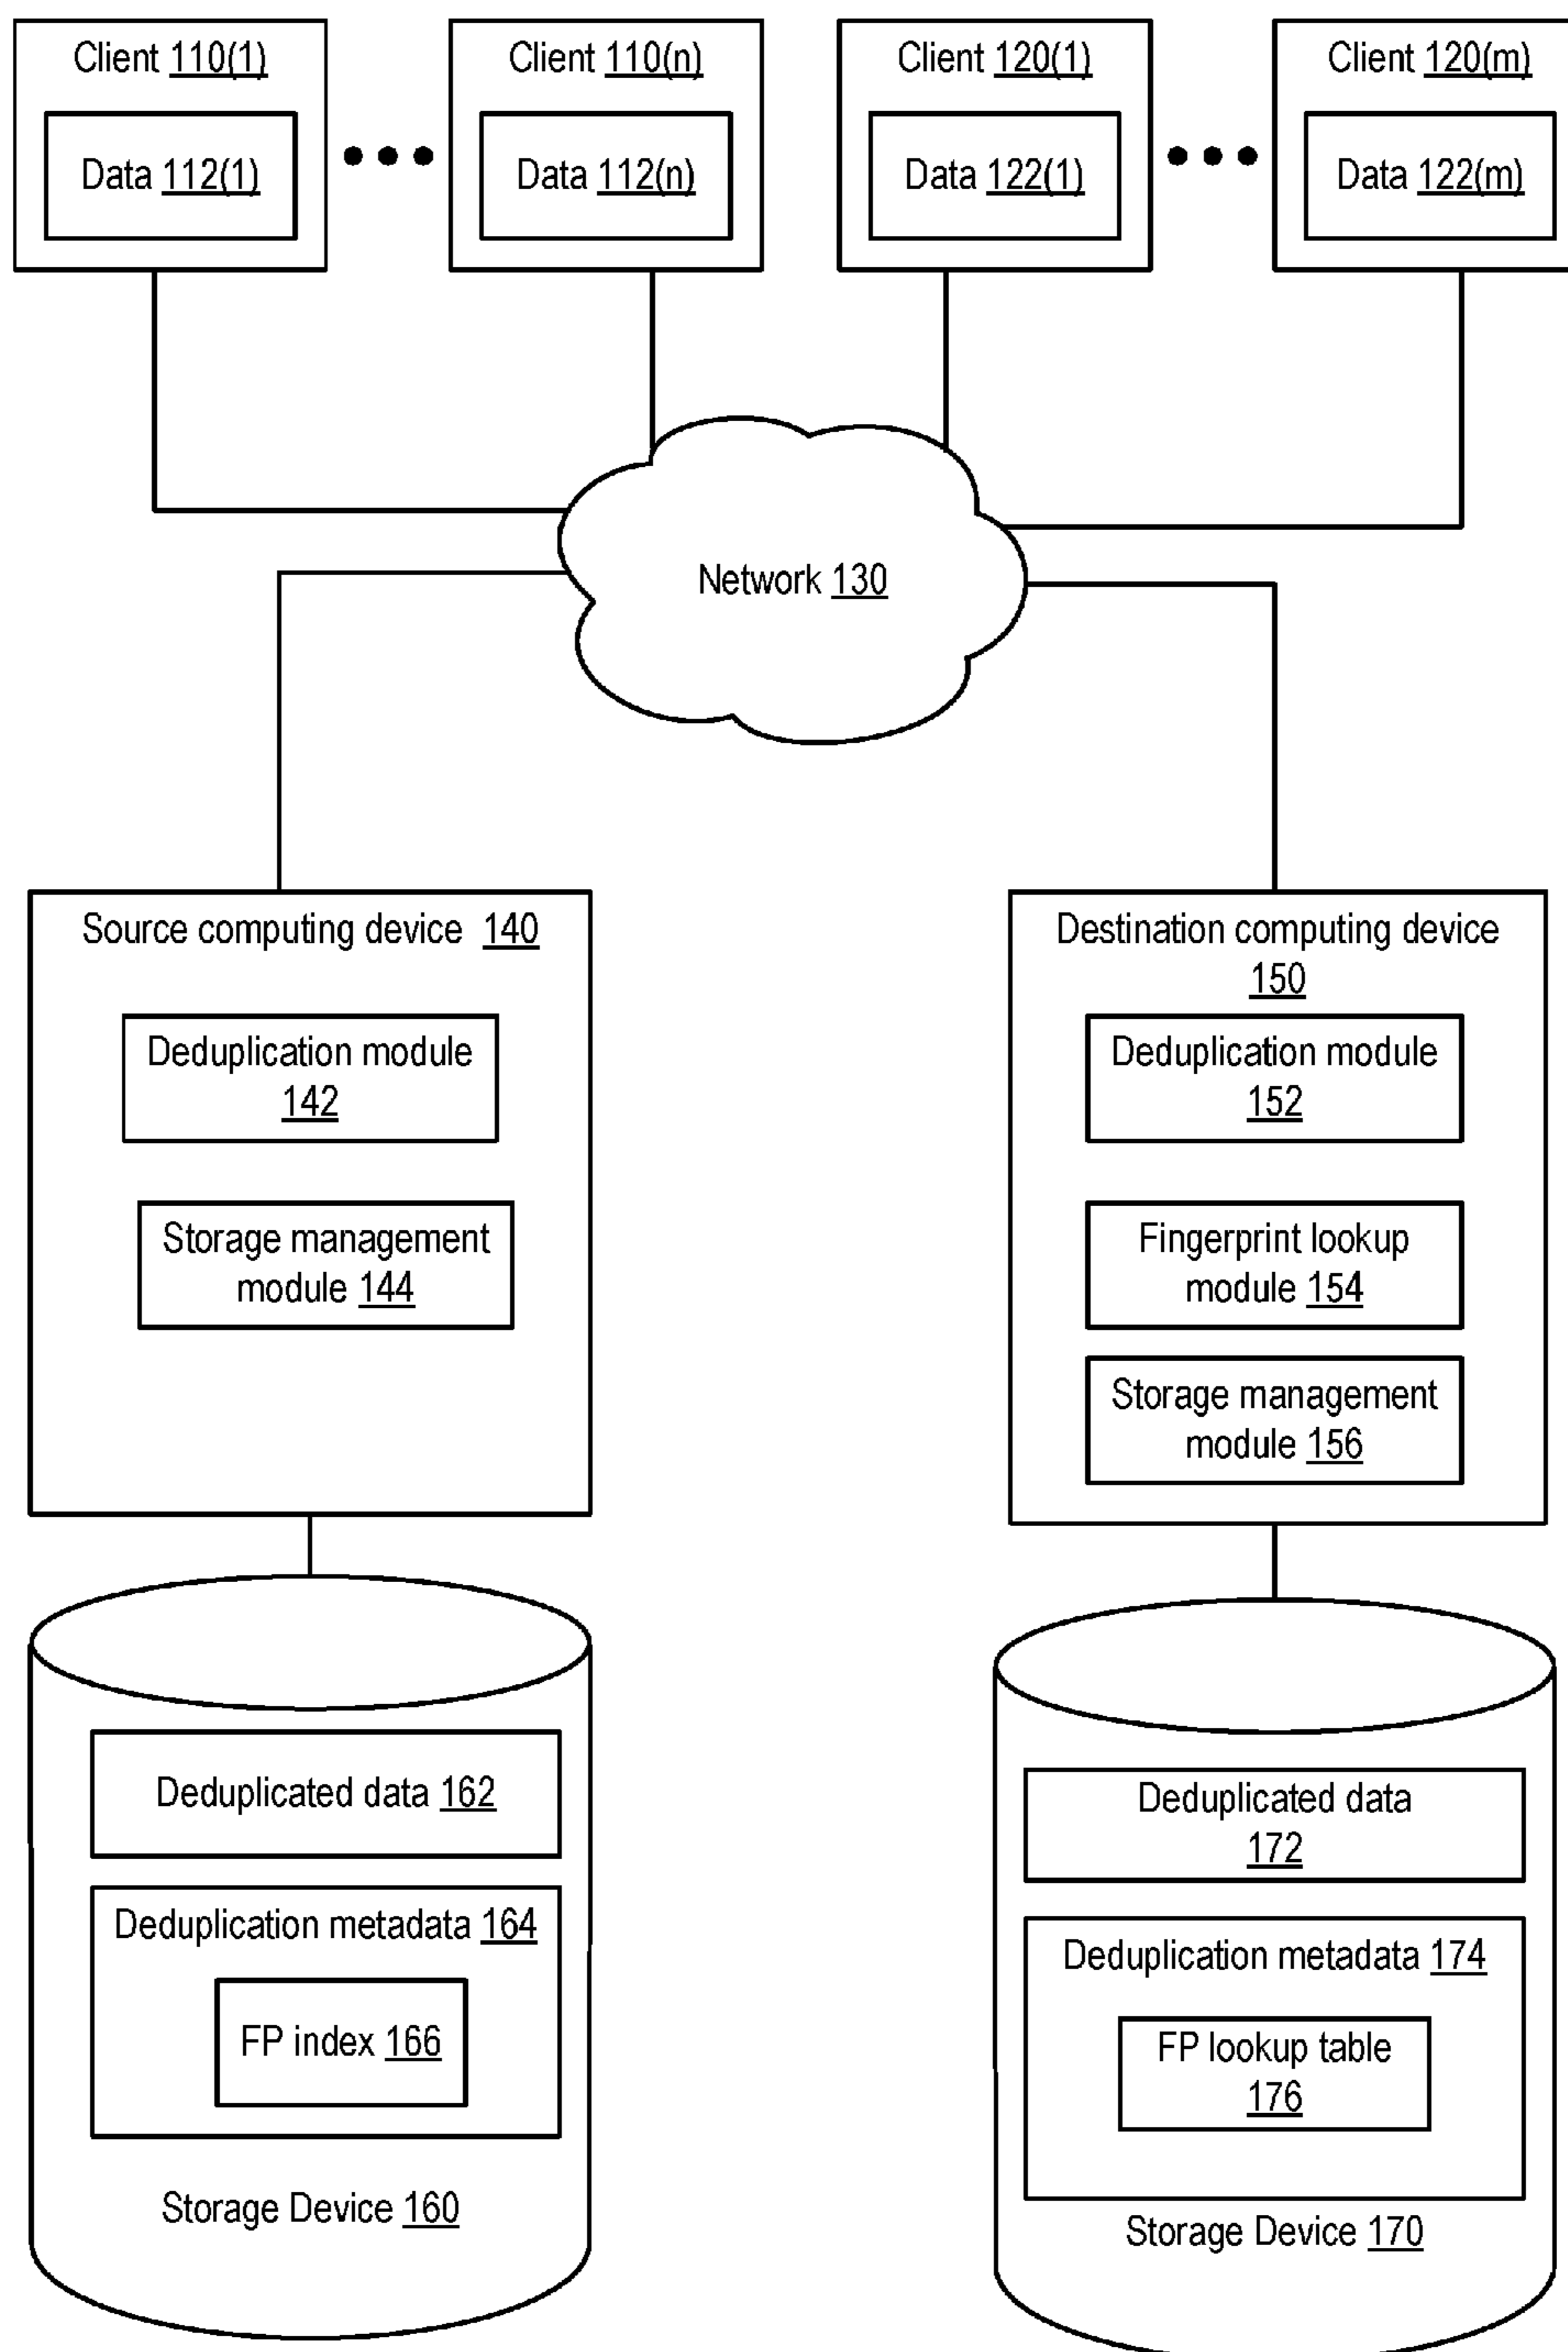 Client 110(1)
Data 112(1)
Client 110(n)
Data 112(n)
Client 120(1)
Data 122(1)
Client 120(m)
Data 122(m)
Network 130
Source computing device 140
Deduplication module
142
Storage management
module 144
Destination computing device
150
Deduplication module
152
Fingerprint lookup
module 154
Storage management
module 156
Deduplicated data 162
Deduplication metadata 164
FP index 166
Storage Device 160
Deduplicated data
172
Deduplication metadata 174
FP lookup table
176
Storage Device 170